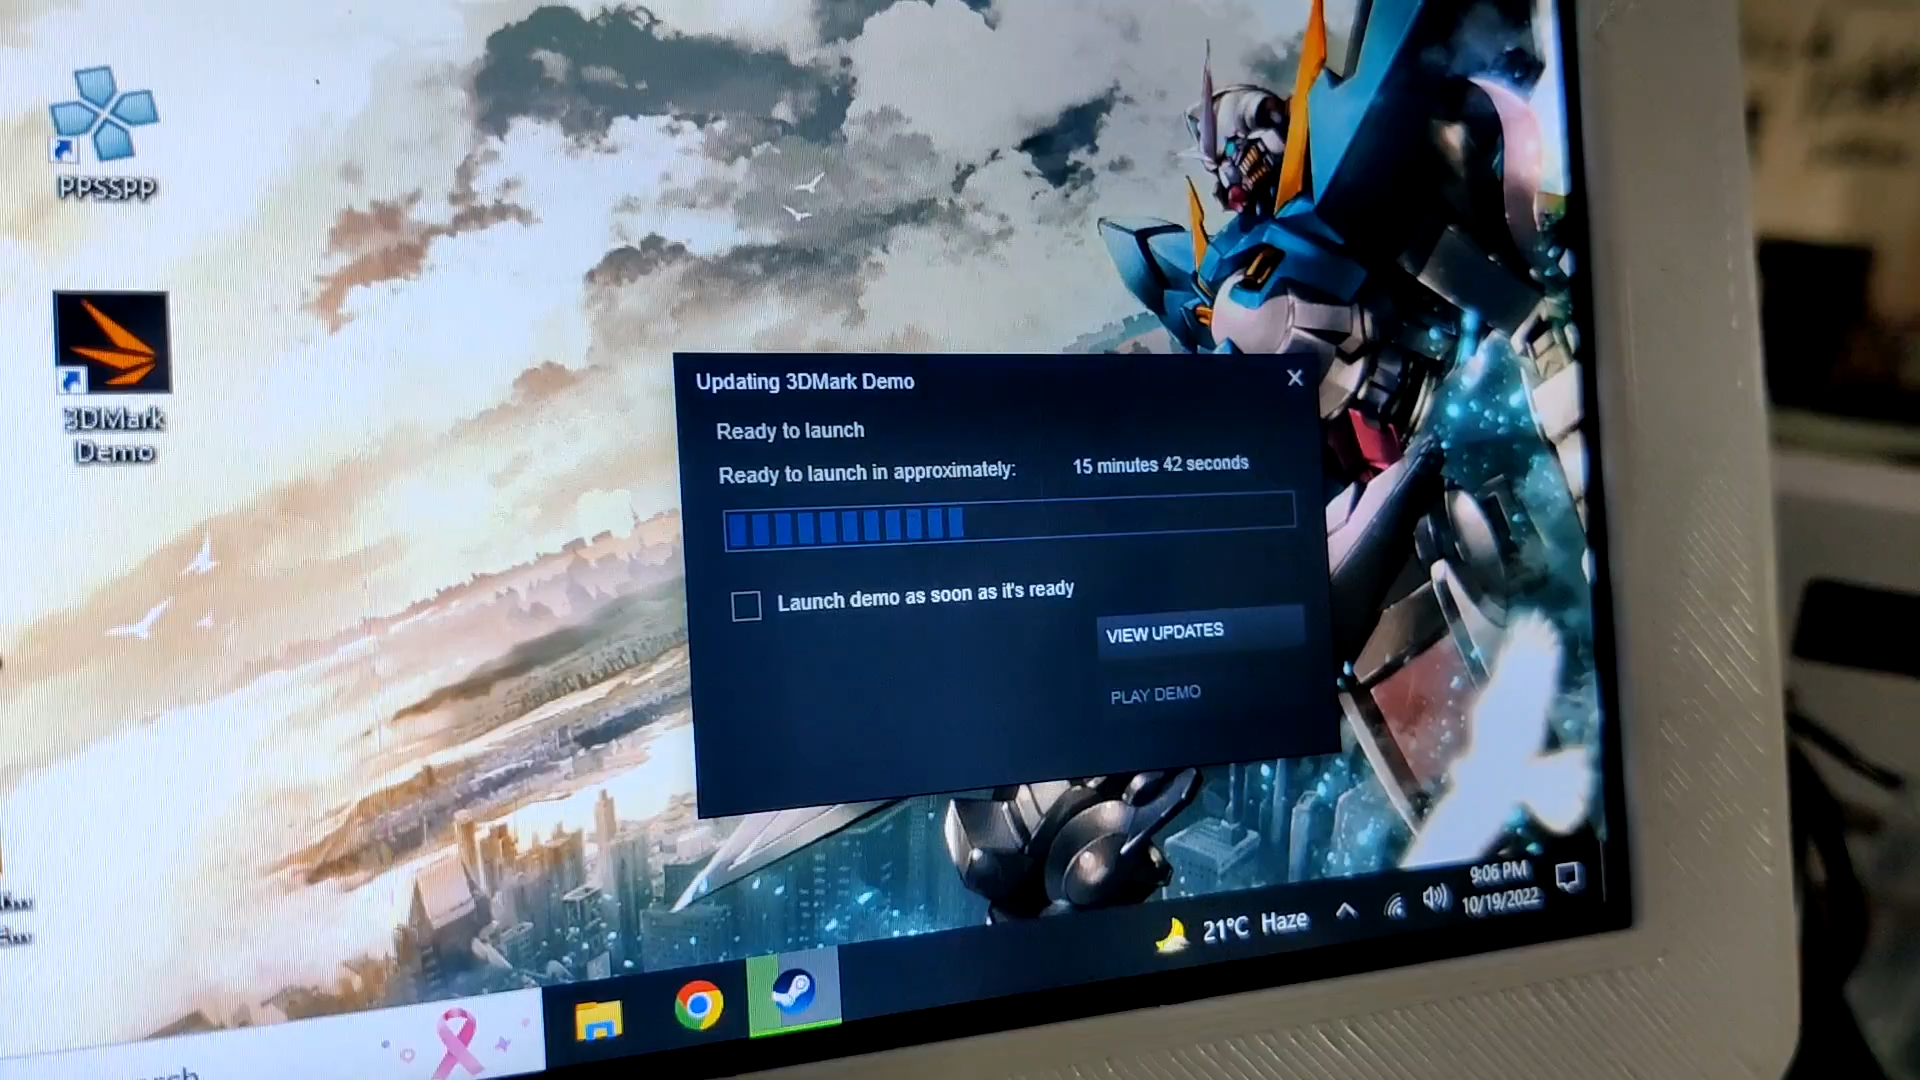 PPSSPP
3DMark
Demo
Updating 3DMark Demo
Ready to launch
Ready to launch in approximately: 15 minutes 42 seconds
Launch demo as soon as it's ready
VIEW UPDATES
PLAY DEMO
21°C Haze
9:06 PM
10/19/2022